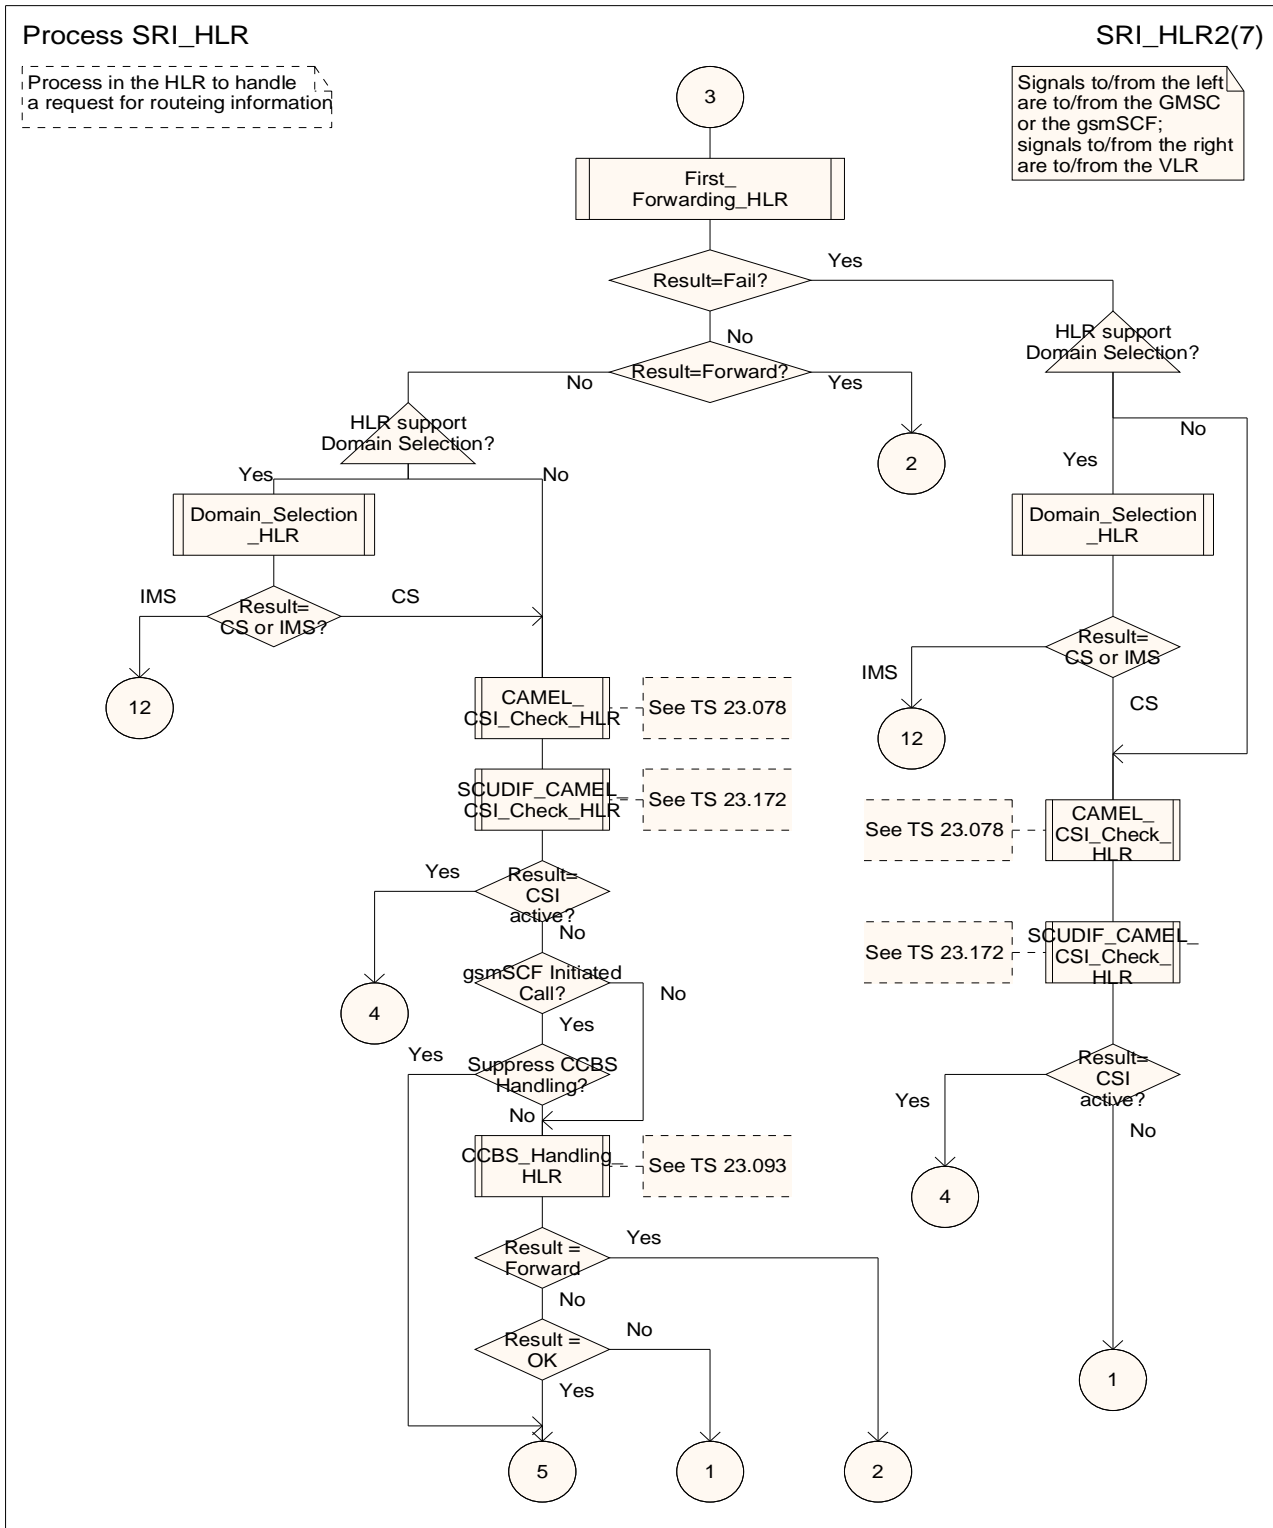 Process SRI_HLR
SRI_HLR2(7)
Process in the HLR to handle
a request for routeing information
3
Signals to/from the left
are to/from the GMSC
or the gsmSCF;
signals to/from the right
are to/from the VLR
First_
Forwarding_HLR
Result=Fail?
Yes
No
HLR support
Domain Selection?
Result=Forward?
No
Yes
HLR support
Domain Selection?
No
2
Yes
Yes
No
Domain_Selection
_HLR
Domain_Selection
_HLR
IMS
Result=
CS or IMS?
CS
Result=
CS or IMS
IMS
12
CAMEL_
CSI_Check_HLR
See TS 23.078
CS
12
SCUDIF_CAMEL_
CSI_Check_HLR
See TS 23.172
See TS 23.078
CAMEL_
CSI_Check_
HLR
Yes
Result=
CSI
active?
No
See TS 23.172
SCUDIF_CAMEL_
CSI_Check_
HLR
gsmSCF Initiated
Call?
No
4
Yes
Yes
Suppress CCBS
Handling?
Result=
CSI
active?
Yes
No
No
CCBS_Handling_
HLR
See TS 23.093
4
Result =
Forward
Yes
No
Result =
OK
No
Yes
1
5
1
2